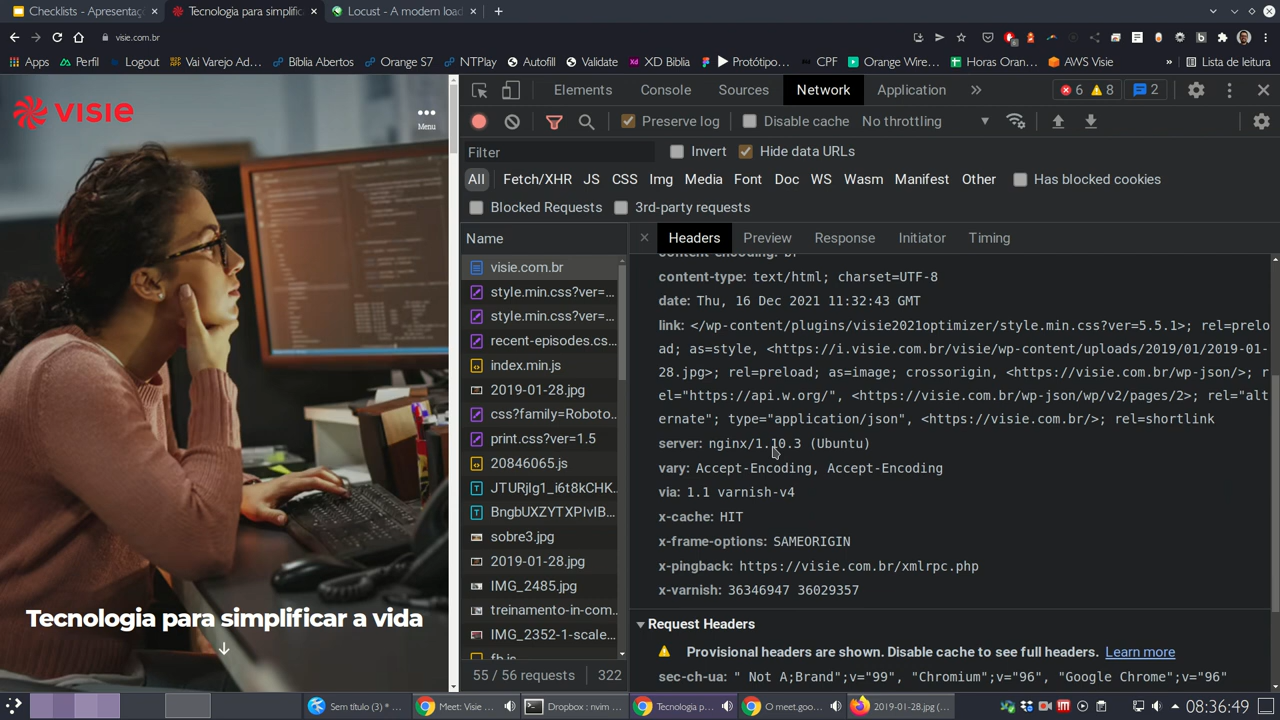 Checklists - Apresentaç
Tecnologia para simplific
Locust - A modern load
visie.com.br
Apps
Perfil
Logout
Vai Varejo Ad…
Bíblia Abertos
Orange S7
NTPlay
Autofill
Validate
XD Biblia
Protótipo…
CPF
Orange Wire…
Horas Oran…
AWS Visie
»
Lista de leitura
VISIE
Menu
Tecnologia para simplificar a vida
Elements
Console
Sources
Network
Application
»
6
8
2
Preserve log
Disable cache
No throttling
Filter
Invert
Hide data URLs
All
Fetch/XHR
JS
CSS
Img
Media
Font
Doc
WS
Wasm
Manifest
Other
Has blocked cookies
Blocked Requests
3rd-party requests
Name
visie.com.br
style.min.css?ver=…
style.min.css?ver=…
recent-episodes.cs…
index.min.js
2019-01-28.jpg
css?family=Roboto…
print.css?ver=1.5
20846065.js
JTURjIg1_i6t8kCHK…
BngbUXZYTXPIvIB…
sobre3.jpg
2019-01-28.jpg
IMG_2485.jpg
treinamento-in-com…
IMG_2352-1-scale…
fb.js
55 / 56 requests
322
Headers
Preview
Response
Initiator
Timing
content-encoding: br
content-type: text/html; charset=UTF-8
date: Thu, 16 Dec 2021 11:32:43 GMT
link: </wp-content/plugins/visie2021optimizer/style.min.css?ver=5.5.1>; rel=prelo
ad; as=style, <https://i.visie.com.br/visie/wp-content/uploads/2019/01/2019-01-
28.jpg>; rel=preload; as=image; crossorigin, <https://visie.com.br/wp-json/>; r
el="https://api.w.org/", <https://visie.com.br/wp-json/wp/v2/pages/2>; rel="alt
ernate"; type="application/json", <https://visie.com.br/>; rel=shortlink
server: nginx/1.10.3 (Ubuntu)
vary: Accept-Encoding, Accept-Encoding
via: 1.1 varnish-v4
x-cache: HIT
x-frame-options: SAMEORIGIN
x-pingback: https://visie.com.br/xmlrpc.php
x-varnish: 36346947 36029357
Request Headers
Provisional headers are shown. Disable cache to see full headers. Learn more
sec-ch-ua: " Not A;Brand";v="99", "Chromium";v="96", "Google Chrome";v="96"
Sem título (3) * …
Meet: Visie …
Dropbox : nvim …
Tecnologia p…
O meet.goo…
2019-01-28.jpg (…
08:36:49